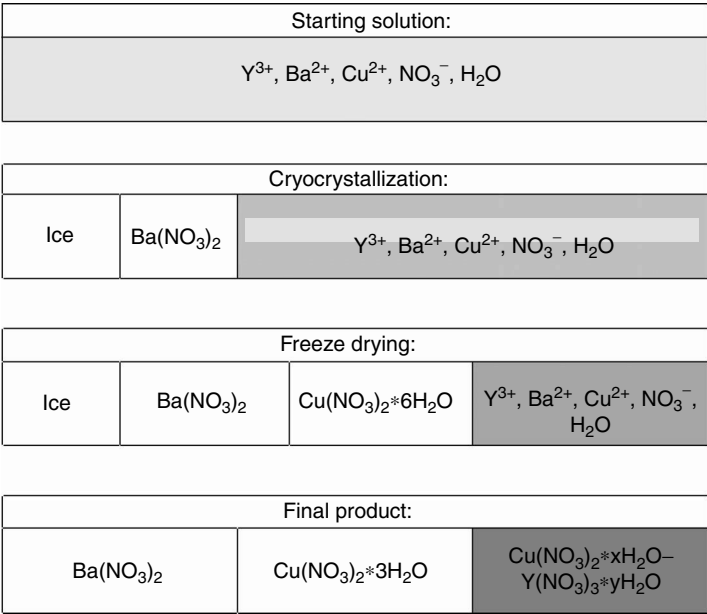 Starting solution:
Y³⁺, Ba²⁺, Cu²⁺, NO₃⁻, H₂O
Cryocrystallization:
Ice
Ba(NO₃)₂
Y³⁺, Ba²⁺, Cu²⁺, NO₃⁻, H₂O
Freeze drying:
Ice
Ba(NO₃)₂
Cu(NO₃)₂*6H₂O
Y³⁺, Ba²⁺, Cu²⁺, NO₃⁻,
H₂O
Final product:
Ba(NO₃)₂
Cu(NO₃)₂*3H₂O
Cu(NO₃)₂*xH₂O–
Y(NO₃)₃*yH₂O